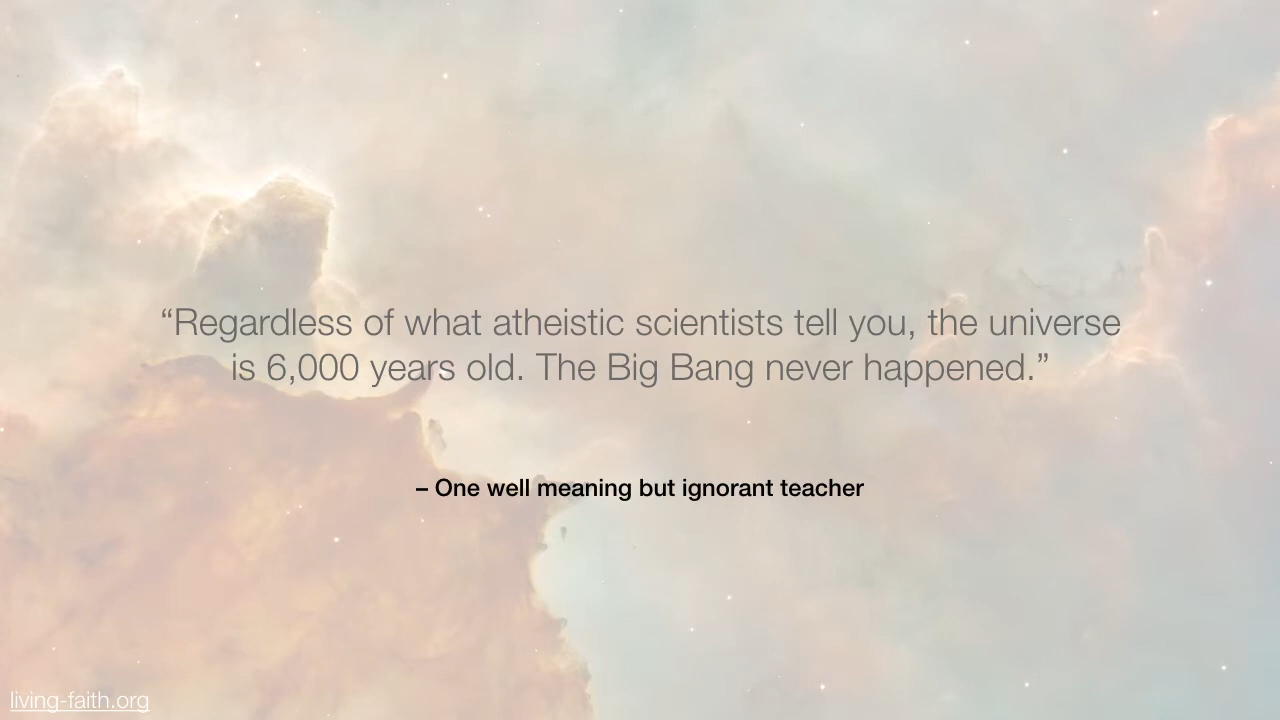 “Regardless of what atheistic scientists tell you, the universe
is 6,000 years old. The Big Bang never happened.”
– One well meaning but ignorant teacher
living-faith.org